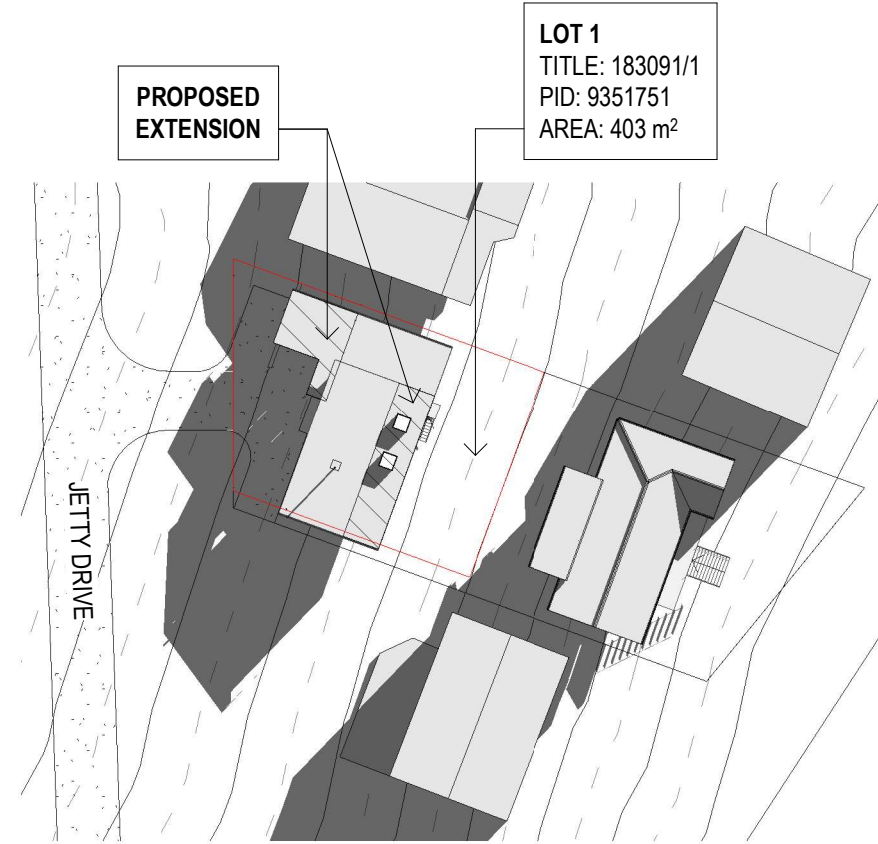 LOT 1
TITLE: 183091/1
PID: 9351751
AREA: 403 m²
PROPOSED
EXTENSION
JETTY DRIVE